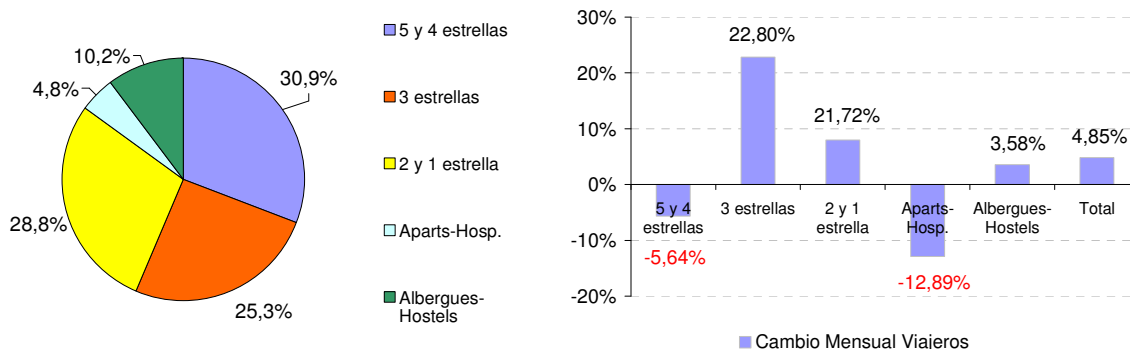 10,2%
4,8%
30,9%
28,8%
25,3%
5 y 4 estrellas
3 estrellas
2 y 1 estrella
Aparts-Hosp.
Albergues-
Hostels
30%
20%
10%
0%
-10%
-20%
22,80%
21,72%
3,58%
4,85%
-5,64%
-12,89%
5 y 4
estrellas
3 estrellas
2 y 1
estrella
Aparts-
Hosp.
Albergues-
Hostels
Total
Cambio Mensual Viajeros